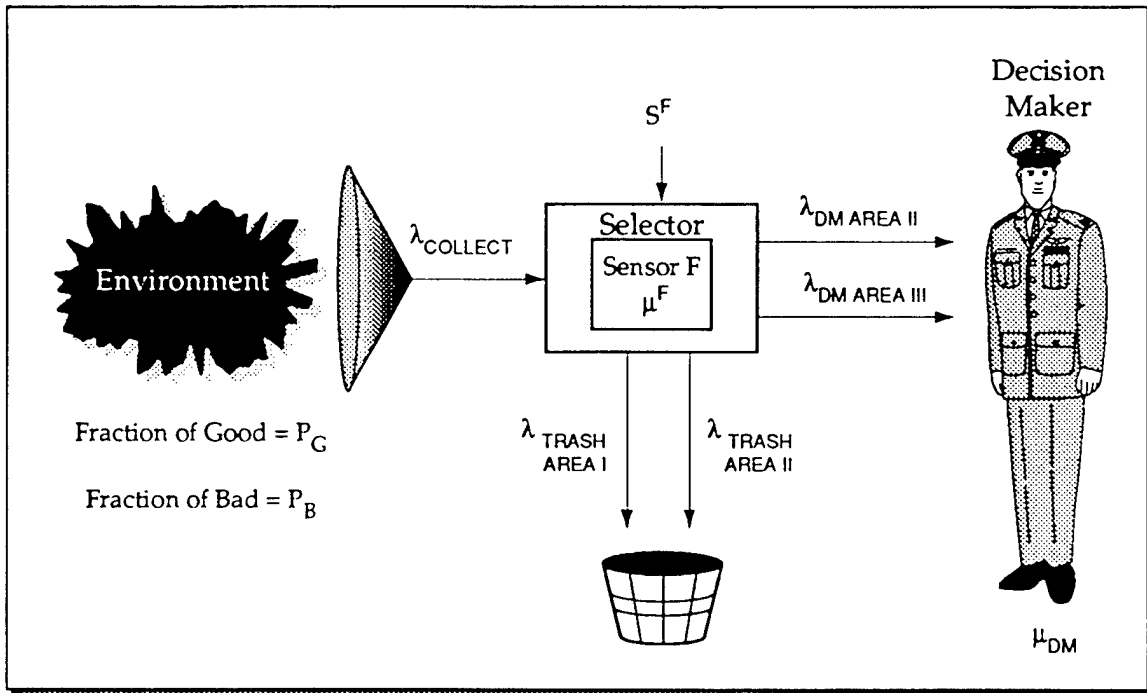 Decision
Maker
S^F
Selector
Sensor F
μ^F
λ_COLLECT
λ_DM AREA II
λ_DM AREA III
Environment
λ_TRASH
AREA I
λ_TRASH
AREA II
Fraction of Good = P_G
Fraction of Bad = P_B
μ_DM